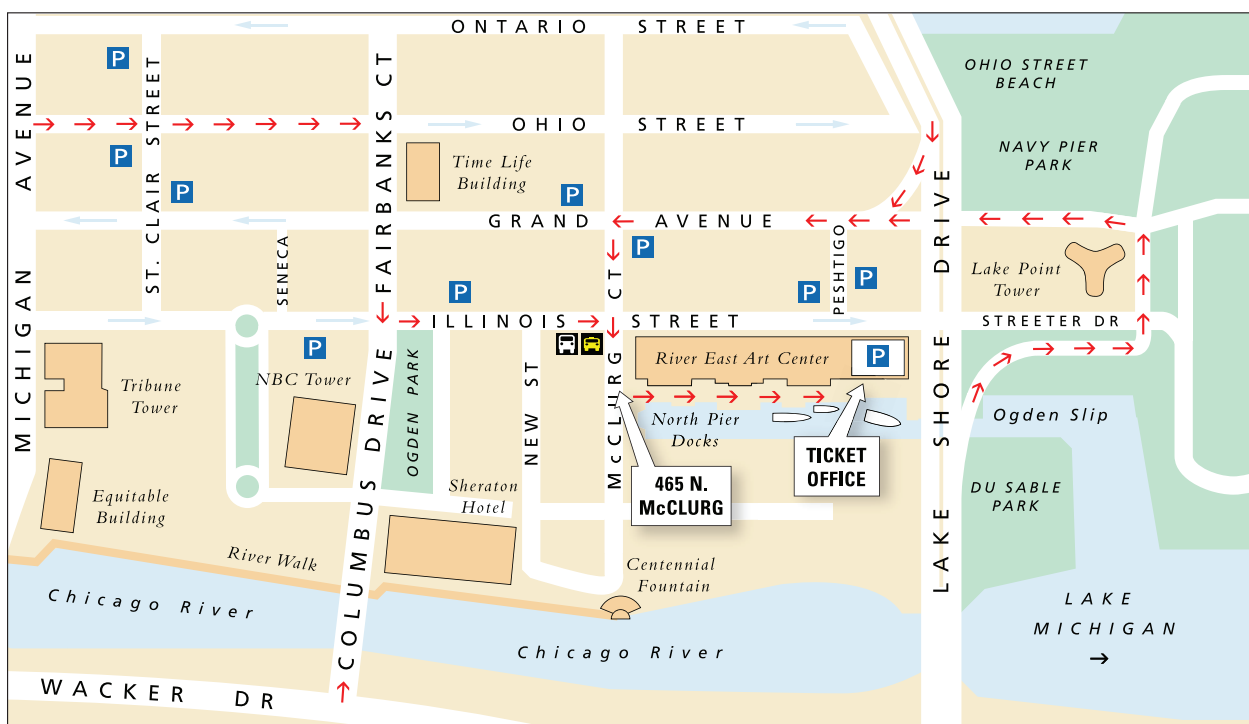 ONTARIO STREET
MICHIGAN AVENUE
P
ST. CLAIR STREET
FAIRBANKS CT
OHIO STREET
OHIO STREET
BEACH
NAVY PIER
PARK
P
P
Time Life
Building
P
GRAND AVENUE
SENECA
P
PESHTIGO
P
P
P
LAKE SHORE DRIVE
Lake Point
Tower
ILLINOIS STREET
STREETER DR
McCLURG CT
P
NBC Tower
Tribune
Tower
OGDEN PARK
NEW ST
River East Art Center
P
North Pier
Docks
Ogden Slip
TICKET
OFFICE
465 N.
McCLURG
Equitable
Building
Sheraton
Hotel
DU SABLE
PARK
River Walk
COLUMBUS DRIVE
Centennial
Fountain
Chicago River
Chicago River
LAKE
MICHIGAN
WACKER DR